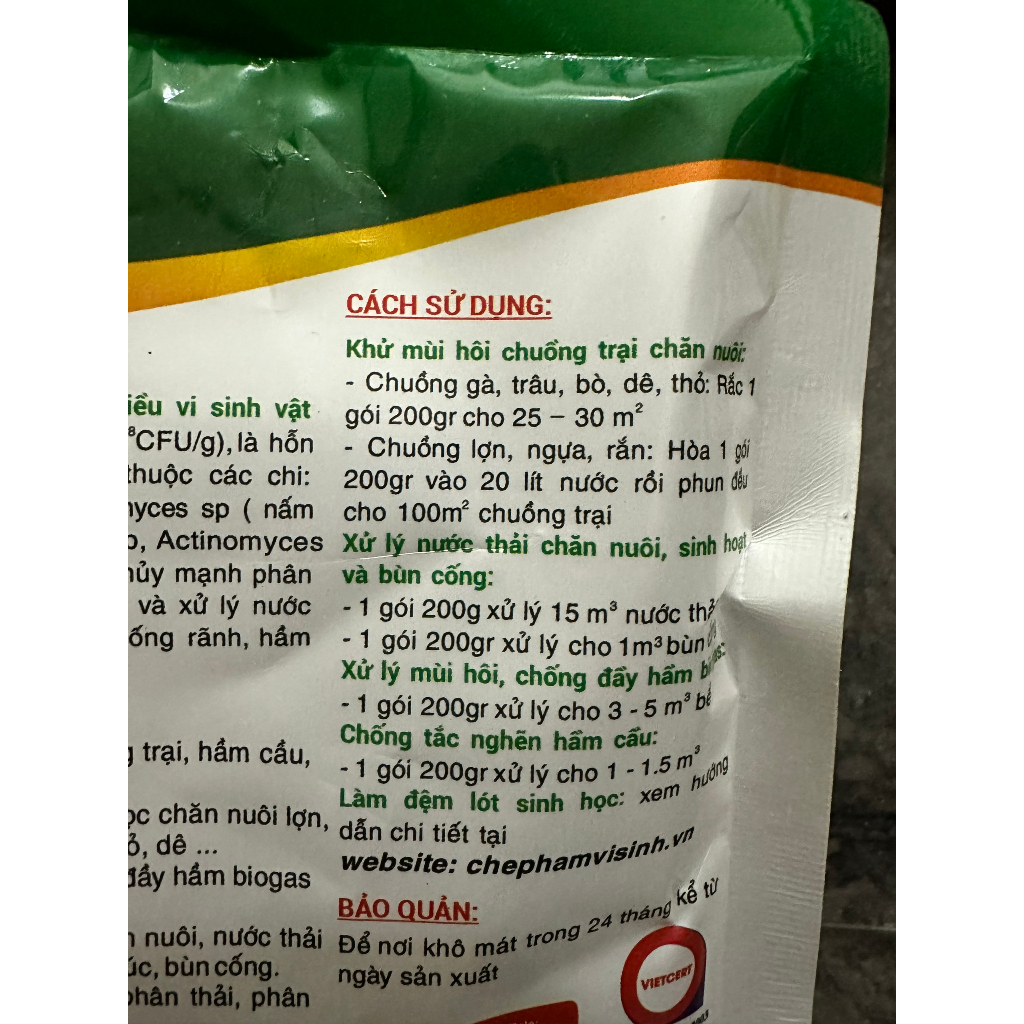 iều vi sinh vật
⁸CFU/g), là hỗn
thuộc các chi:
yces sp ( nấm
, Actinomyces
hủy mạnh phân
và xử lý nước
ống rãnh, hầm
trại, hầm cầu,
ọc chăn nuôi lợn,
ỏ, dê ...
đầy hầm biogas
n nuôi, nước thải
úc, bùn cống.
phân thải, phân
CÁCH SỬ DỤNG:
Khử mùi hôi chuồng trại chăn nuôi:
- Chuồng gà, trâu, bò, dê, thỏ: Rắc 1
gói 200gr cho 25 – 30 m²
- Chuồng lợn, ngựa, rắn: Hòa 1 gói
200gr vào 20 lít nước rồi phun đều
cho 100m² chuồng trại
Xử lý nước thải chăn nuôi, sinh hoạt
và bùn cống:
- 1 gói 200g xử lý 15 m³ nước
- 1 gói 200gr xử lý cho 1m³ bùn
Xử lý mùi hôi, chống đầy hầm
- 1 gói 200gr xử lý cho 3 - 5 m³
Chống tắc nghẽn hầm cầu:
- 1 gói 200gr xử lý cho 1 - 1.5 m³
Làm đệm lót sinh học: xem hướng
dẫn chi tiết tại
website: chephamvisinh.vn
BẢO QUẢN:
Để nơi khô mát trong 24 tháng kể từ
ngày sản xuất
VIETCERT